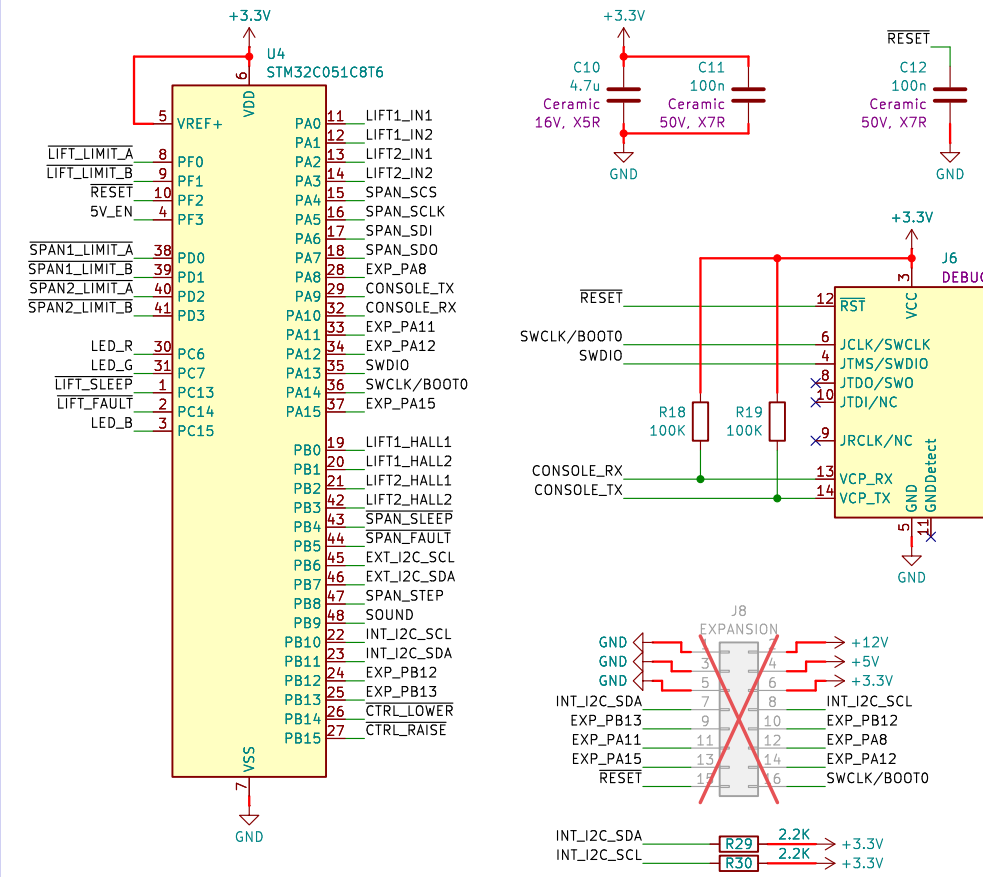 +3.3V
U4
STM32C051C8T6
6
VDD
5 VREF+
LIFT_LIMIT_A 8 PF0
LIFT_LIMIT_B 9 PF1
RESET 10 PF2
5V_EN 4 PF3
SPAN1_LIMIT_A 38 PD0
SPAN1_LIMIT_B 39 PD1
SPAN2_LIMIT_A 40 PD2
SPAN2_LIMIT_B 41 PD3
LED_R 30 PC6
LED_G 31 PC7
LIFT_SLEEP 1 PC13
LIFT_FAULT 2 PC14
LED_B 3 PC15
PA0 11 LIFT1_IN1
PA1 12 LIFT1_IN2
PA2 13 LIFT2_IN1
PA3 14 LIFT2_IN2
PA4 15 SPAN_SCS
PA5 16 SPAN_SCLK
PA6 17 SPAN_SDI
PA7 18 SPAN_SDO
PA8 28 EXP_PA8
PA9 29 CONSOLE_TX
PA10 32 CONSOLE_RX
PA11 33 EXP_PA11
PA12 34 EXP_PA12
PA13 35 SWDIO
PA14 36 SWCLK/BOOT0
PA15 37 EXP_PA15
PB0 19 LIFT1_HALL1
PB1 20 LIFT1_HALL2
PB2 21 LIFT2_HALL1
PB3 42 LIFT2_HALL2
PB4 43 SPAN_SLEEP
PB5 44 SPAN_FAULT
PB6 45 EXT_I2C_SCL
PB7 46 EXT_I2C_SDA
PB8 47 SPAN_STEP
PB9 48 SOUND
PB10 22 INT_I2C_SCL
PB11 23 INT_I2C_SDA
PB12 24 EXP_PB12
PB13 25 EXP_PB13
PB14 26 CTRL_LOWER
PB15 27 CTRL_RAISE
VSS
7
GND
+3.3V
C10
4.7u
Ceramic
16V, X5R
C11
100n
Ceramic
50V, X7R
GND
RESET
C12
100n
Ceramic
50V, X7R
GND
+3.3V
J6
3
VCC
RESET 12 RST
SWCLK/BOOT0 6 JCLK/SWCLK
SWDIO 4 JTMS/SWDIO
8 JTDO/SWO
10 JTDI/NC
9 JRCLK/NC
R18
100K
R19
100K
CONSOLE_RX 13 VCP_RX
CONSOLE_TX 14 VCP_TX
GND
GNDDetect
5
11
GND
J8
EXPANSION
GND +12V
GND 3 4 +5V
GND 5 6 +3.3V
INT_I2C_SDA 7 8 INT_I2C_SCL
EXP_PB13 9 10 EXP_PB12
EXP_PA11 11 12 EXP_PA8
EXP_PA15 13 14 EXP_PA12
RESET 15 16 SWCLK/BOOT0
INT_I2C_SDA R29 2.2K +3.3V
INT_I2C_SCL R30 2.2K +3.3V